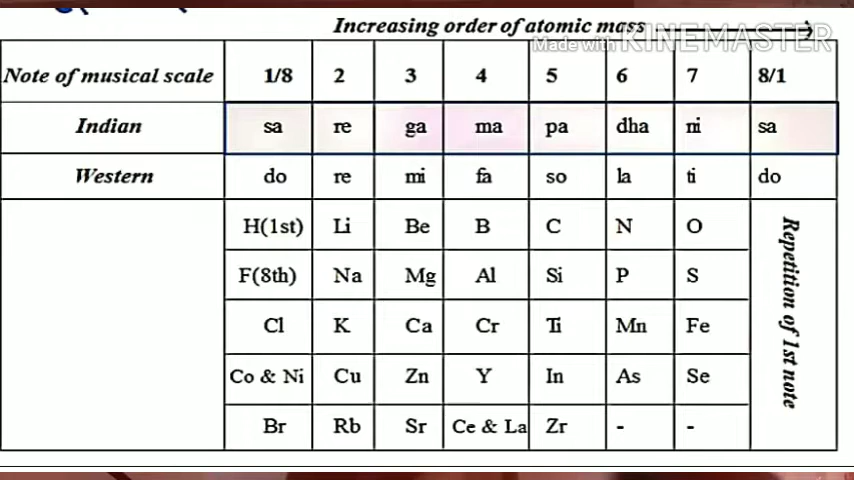 Increasing order of atomic mass
Made with KINEMASTER
Note of musical scale 1/8 2 3 4 5 6 7 8/1
Indian sa re ga ma pa dha ni sa
Western do re mi fa so la ti do
H(1st) Li Be B C N O
F(8th) Na Mg Al Si P S
Cl K Ca Cr Ti Mn Fe
Co & Ni Cu Zn Y In As Se
Br Rb Sr Ce & La Zr - -
Repetition of 1st note